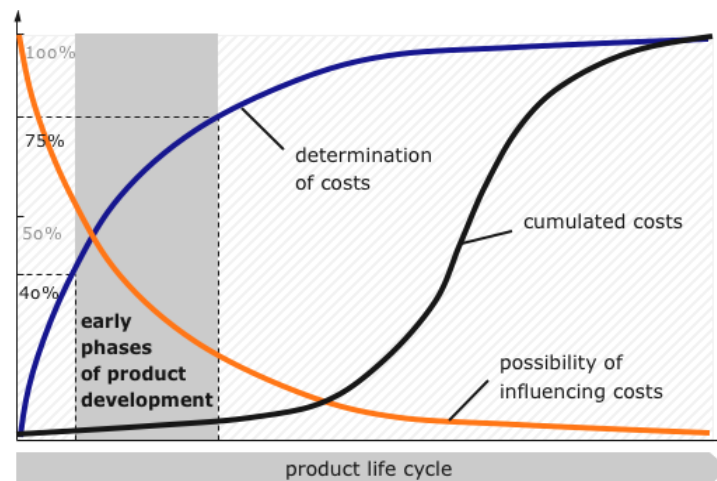 100%
75%
determination
of costs
cumulated costs
50%
40%
early
phases
of product
development
possibility of
influencing costs
product life cycle